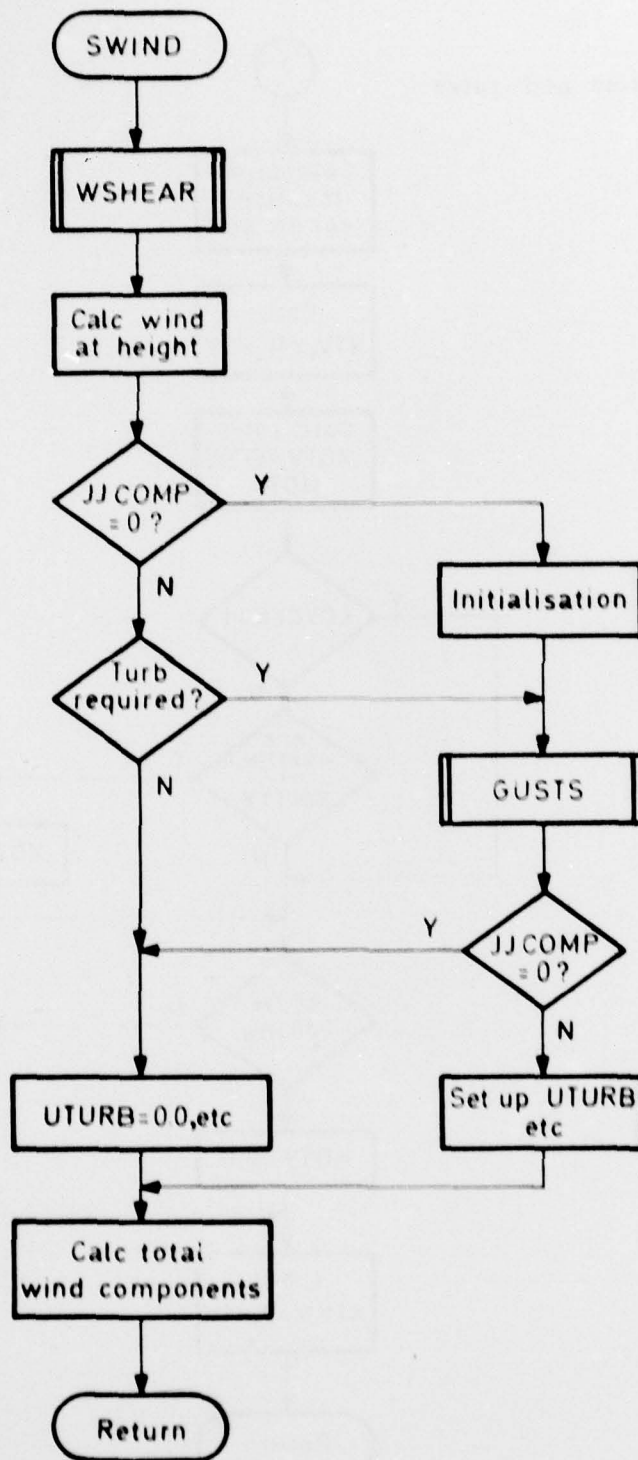 SWIND
WSHEAR
Calc wind
at height
JJCOMP
= 0 ?
Y
N
Initialisation
Turb
required?
Y
N
GUSTS
JJCOMP
= 0 ?
Y
N
UTURB=0.0,etc
Set up UTURB
etc
Calc total
wind components
Return